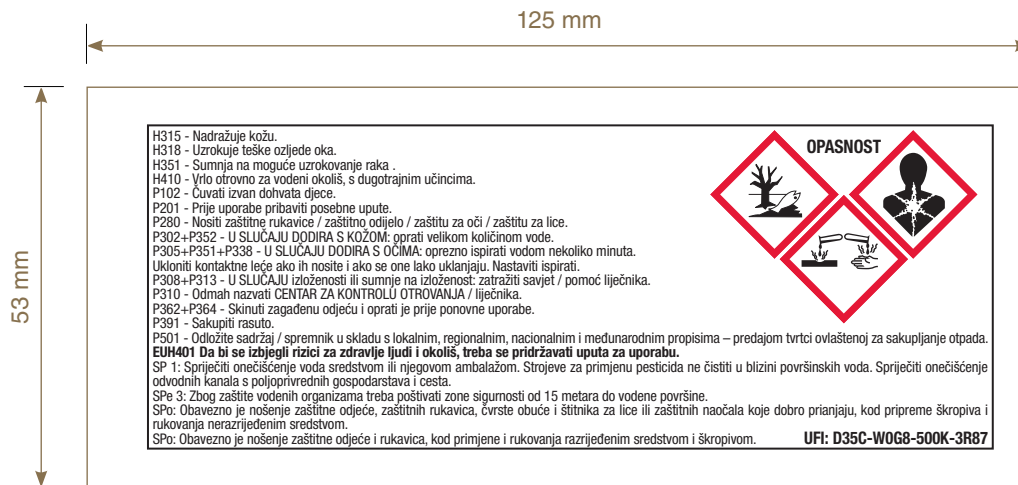 125 mm
53 mm
OPASNOST
H315 - Nadražuje kožu.
H318 - Uzrokuje teške ozljede oka.
H351 - Sumnja na moguće uzrokovanje raka .
H410 - Vrlo otrovno za vodeni okoliš, s dugotrajnim učincima.
P102 - Čuvati izvan dohvata djece.
P201 - Prije uporabe pribaviti posebne upute.
P280 - Nositi zaštitne rukavice / zaštitno odijelo / zaštitu za oči / zaštitu za lice.
P302+P352 - U SLUČAJU DODIRA S KOŽOM: oprati velikom količinom vode.
P305+P351+P338 - U SLUČAJU DODIRA S OČIMA: oprezno ispirati vodom nekoliko minuta.
Ukloniti kontaktne leće ako ih nosite i ako se one lako uklanjaju. Nastaviti ispirati.
P308+P313 - U SLUČAJU izloženosti ili sumnje na izloženost: zatražiti savjet / pomoć liječnika.
P310 - Odmah nazvati CENTAR ZA KONTROLU OTROVANJA / liječnika.
P362+P364 - Skinuti zagađenu odjeću i oprati je prije ponovne uporabe.
P391 - Sakupiti rasuto.
P501 - Odložite sadržaj / spremnik u skladu s lokalnim, regionalnim, nacionalnim i međunarodnim propisima – predajom tvrtci ovlaštenoj za sakupljanje otpada.
EUH401 Da bi se izbjegli rizici za zdravlje ljudi i okoliš, treba se pridržavati uputa za uporabu.
SP 1: Spriječiti onečišćenje voda sredstvom ili njegovom ambalažom. Strojeve za primjenu pesticida ne čistiti u blizini površinskih voda. Spriječiti onečišćenje
odvodnih kanala s poljoprivrednih gospodarstava i cesta.
SPe 3: Zbog zaštite vodenih organizama treba poštivati zone sigurnosti od 15 metara do vodene površine.
SPo: Obavezno je nošenje zaštitne odjeće, zaštitnih rukavica, čvrste obuće i štitnika za lice ili zaštitnih naočala koje dobro prianjaju, kod pripreme škropiva i
rukovanja nerazrijeđenim sredstvom.
SPo: Obavezno je nošenje zaštitne odjeće i rukavica, kod primjene i rukovanja razrijeđenim sredstvom i škropivom.
UFI: D35C-W0G8-500K-3R87